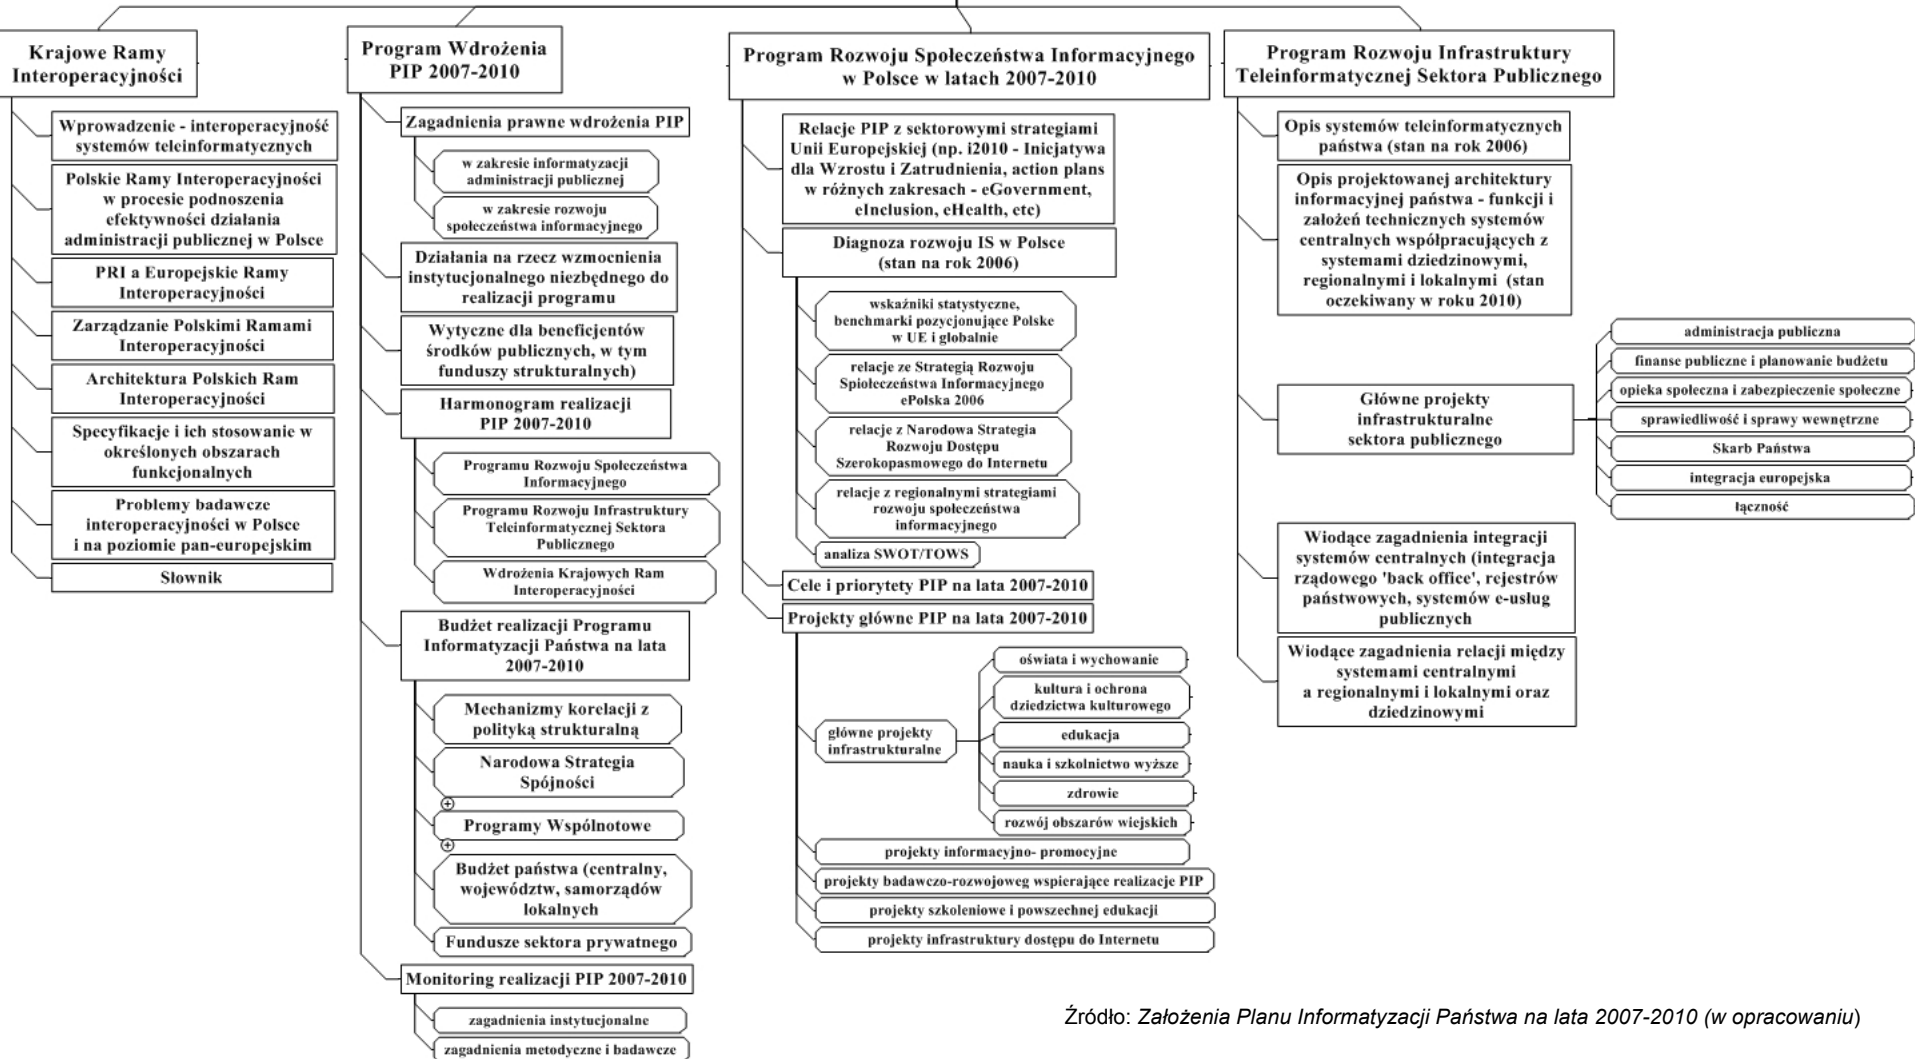 Krajowe Ramy
Interoperacyjności
Wprowadzenie - interoperacyjność
systemów teleinformatycznych
Polskie Ramy Interoperacyjności
w procesie podnoszenia
efektywności działania
administracji publicznej w Polsce
PRI a Europejskie Ramy
Interoperacyjności
Zarządzanie Polskimi Ramami
Interoperacyjności
Architektura Polskich Ram
Interoperacyjności
Specyfikacje i ich stosowanie w
określonych obszarach
funkcjonalnych
Problemy badawcze
interoperacyjności w Polsce
i na poziomie pan-europejskim
Słownik
Program Wdrożenia
PIP 2007-2010
Zagadnienia prawne wdrożenia PIP
w zakresie informatyzacji
administracji publicznej
w zakresie rozwoju
społeczeństwa informacyjnego
Działania na rzecz wzmocnienia
instytucjonalnego niezbędnego do
realizacji programu
Wytyczne dla beneficjentów
środków publicznych, w tym
funduszy strukturalnych)
Harmonogram realizacji
PIP 2007-2010
Programu Rozwoju Społeczeństwa
Informacyjnego
Programu Rozwoju Infrastruktury
Teleinformatycznej Sektora
Publicznego
Wdrożenia Krajowych Ram
Interoperacyjności
Budżet realizacji Programu
Informatyzacji Państwa na lata
2007-2010
Mechanizmy korelacji z
polityką strukturalną
Narodowa Strategia
Spójności
Programy Wspólnotowe
Budżet państwa (centralny,
województw, samorządów
lokalnych
Fundusze sektora prywatnego
Monitoring realizacji PIP 2007-2010
zagadnienia instytucjonalne
zagadnienia metodyczne i badawcze
Program Rozwoju Społeczeństwa Informacyjnego
w Polsce w latach 2007-2010
Relacje PIP z sektorowymi strategiami
Unii Europejskiej (np. i2010 - Inicjatywa
dla Wzrostu i Zatrudnienia, action plans
w różnych zakresach - eGovernment,
eInclusion, eHealth, etc)
Diagnoza rozwoju IS w Polsce
(stan na rok 2006)
wskaźniki statystyczne,
benchmarki pozycjonujące Polske
w UE i globalnie
relacje ze Strategią Rozwoju
Spiołeczeństwa Informacyjnego
ePolska 2006
relacje z Narodowa Strategia
Rozwoju Dostępu
Szerokopasmowego do Internetu
relacje z regionalnymi strategiami
rozwoju społeczeństwa
informacyjnego
analiza SWOT/TOWS
Cele i priorytety PIP na lata 2007-2010
Projekty główne PIP na lata 2007-2010
główne projekty
infrastrukturalne
oświata i wychowanie
kultura i ochrona
dziedzictwa kulturowego
edukacja
nauka i szkolnictwo wyższe
zdrowie
rozwój obszarów wiejskich
projekty informacyjno- promocyjne
projekty badawczo-rozwojoweg wspierające realizacje PIP
projekty szkoleniowe i powszechnej edukacji
projekty infrastruktury dostępu do Internetu
Program Rozwoju Infrastruktury
Teleinformatycznej Sektora Publicznego
Opis systemów teleinformatycznych
państwa (stan na rok 2006)
Opis projektowanej architektury
informacyjnej państwa - funkcji i
założeń technicznych systemów
centralnych współpracujących z
systemami dziedzinowymi,
regionalnymi i lokalnymi (stan
oczekiwany w roku 2010)
Główne projekty
infrastrukturalne
sektora publicznego
administracja publiczna
finanse publiczne i planowanie budżetu
opieka społeczna i zabezpieczenie społeczne
sprawiedliwość i sprawy wewnętrzne
Skarb Państwa
integracja europejska
łączność
Wiodące zagadnienia integracji
systemów centralnych (integracja
rządowego 'back office', rejestrów
państwowych, systemów e-usług
publicznych
Wiodące zagadnienia relacji między
systemami centralnymi
a regionalnymi i lokalnymi oraz
dziedzinowymi
Źródło: Założenia Planu Informatyzacji Państwa na lata 2007-2010 (w opracowaniu)